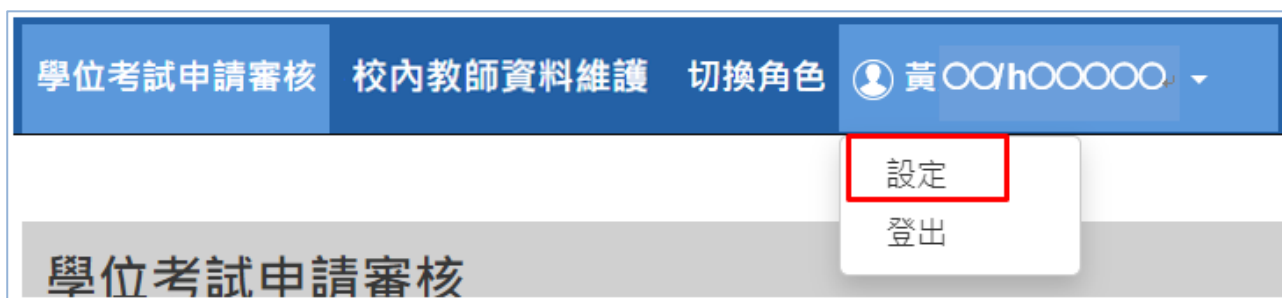 學位考試申請審核 校內教師資料維護 切換角色 黃〇〇/h〇〇〇〇〇
設定
登出
學位考試申請審核